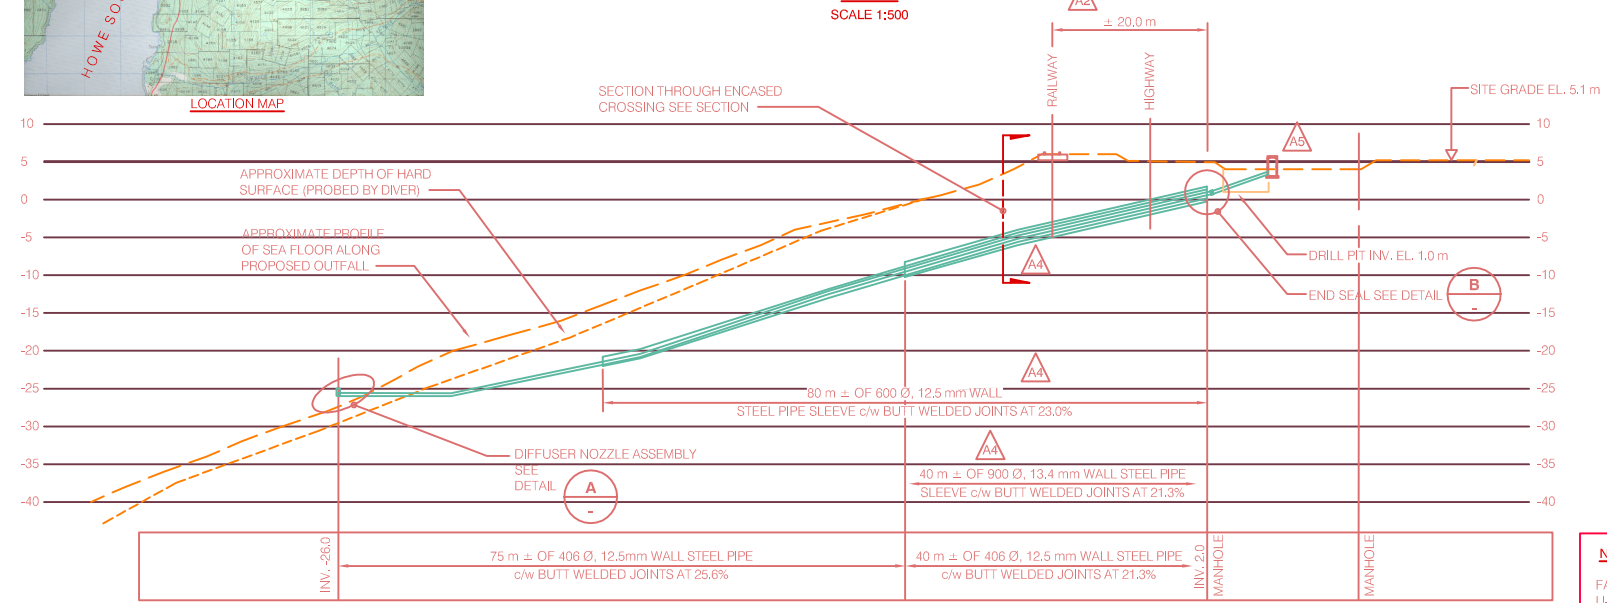 HOWE SOU
LOCATION MAP
SCALE 1:500
A2
± 20.0 m
RAILWAY
HIGHWAY
SECTION THROUGH ENCASED
CROSSING SEE SECTION
SITE GRADE EL. 5.1 m
A5
10
10
5
5
0
0
-5
-5
-10
-10
-15
-15
-20
-20
-25
-25
-30
-30
-35
-35
-40
-40
APPROXIMATE DEPTH OF HARD
SURFACE (PROBED BY DIVER)
APPROXIMATE PROFILE
OF SEA FLOOR ALONG
PROPOSED OUTFALL
A4
DRILL PIT INV. EL. 1.0 m
END SEAL SEE DETAIL
B
-
A4
80 m ± OF 600 Ø, 12.5 mm WALL
STEEL PIPE SLEEVE c/w BUTT WELDED JOINTS AT 23.0%
A4
40 m ± OF 900 Ø, 13.4 mm WALL STEEL PIPE
SLEEVE c/w BUTT WELDED JOINTS AT 21.3%
DIFFUSER NOZZLE ASSEMBLY
SEE
DETAIL
A
-
INV. -26.0
75 m ± OF 406 Ø, 12.5mm WALL STEEL PIPE
c/w BUTT WELDED JOINTS AT 25.6%
40 m ± OF 406 Ø, 12.5 mm WALL STEEL PIPE
c/w BUTT WELDED JOINTS AT 21.3%
INV. 2.0
MANHOLE
MANHOLE
N
FA